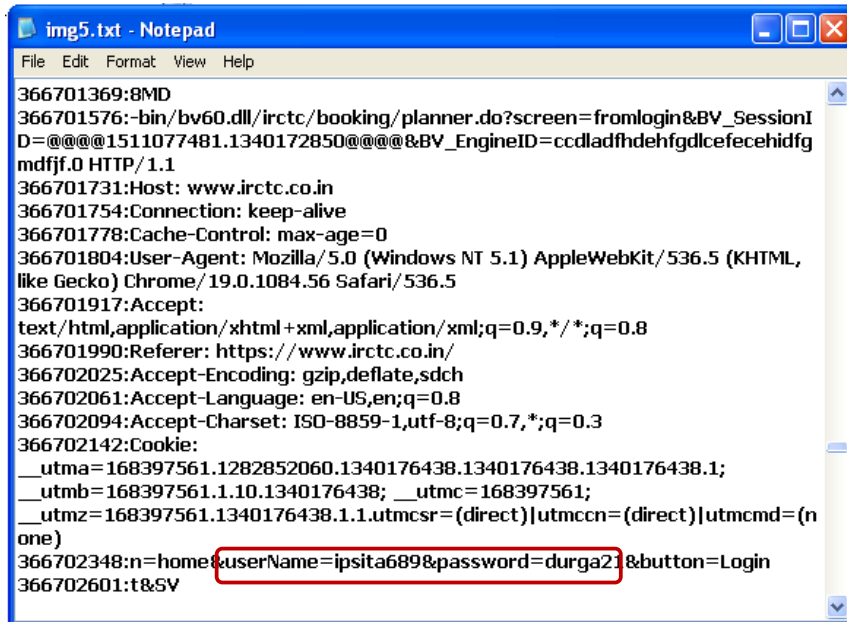 img5.txt - Notepad
File Edit Format View Help
366701369:8MD
366701576:-bin/bv60.dll/irctc/booking/planner.do?screen=fromlogin&BV_SessionI
D=@@@@1511077481.1340172850@@@@&BV_EngineID=ccdladfhdehfgdlcefecehidfg
mdfjf.0 HTTP/1.1
366701731:Host: www.irctc.co.in
366701754:Connection: keep-alive
366701778:Cache-Control: max-age=0
366701804:User-Agent: Mozilla/5.0 (Windows NT 5.1) AppleWebKit/536.5 (KHTML,
like Gecko) Chrome/19.0.1084.56 Safari/536.5
366701917:Accept:
text/html,application/xhtml+xml,application/xml;q=0.9,*/*;q=0.8
366701990:Referer: https://www.irctc.co.in/
366702025:Accept-Encoding: gzip,deflate,sdch
366702061:Accept-Language: en-US,en;q=0.8
366702094:Accept-Charset: ISO-8859-1,utf-8;q=0.7,*;q=0.3
366702142:Cookie:
__utma=168397561.1282852060.1340176438.1340176438.1340176438.1;
__utmb=168397561.1.10.1340176438; __utmc=168397561;
__utmz=168397561.1340176438.1.1.utmcsr=(direct)|utmccn=(direct)|utmcmd=(n
one)
366702348:n=home&userName=ipsita689&password=durga21&button=Login
366702601:t&SV